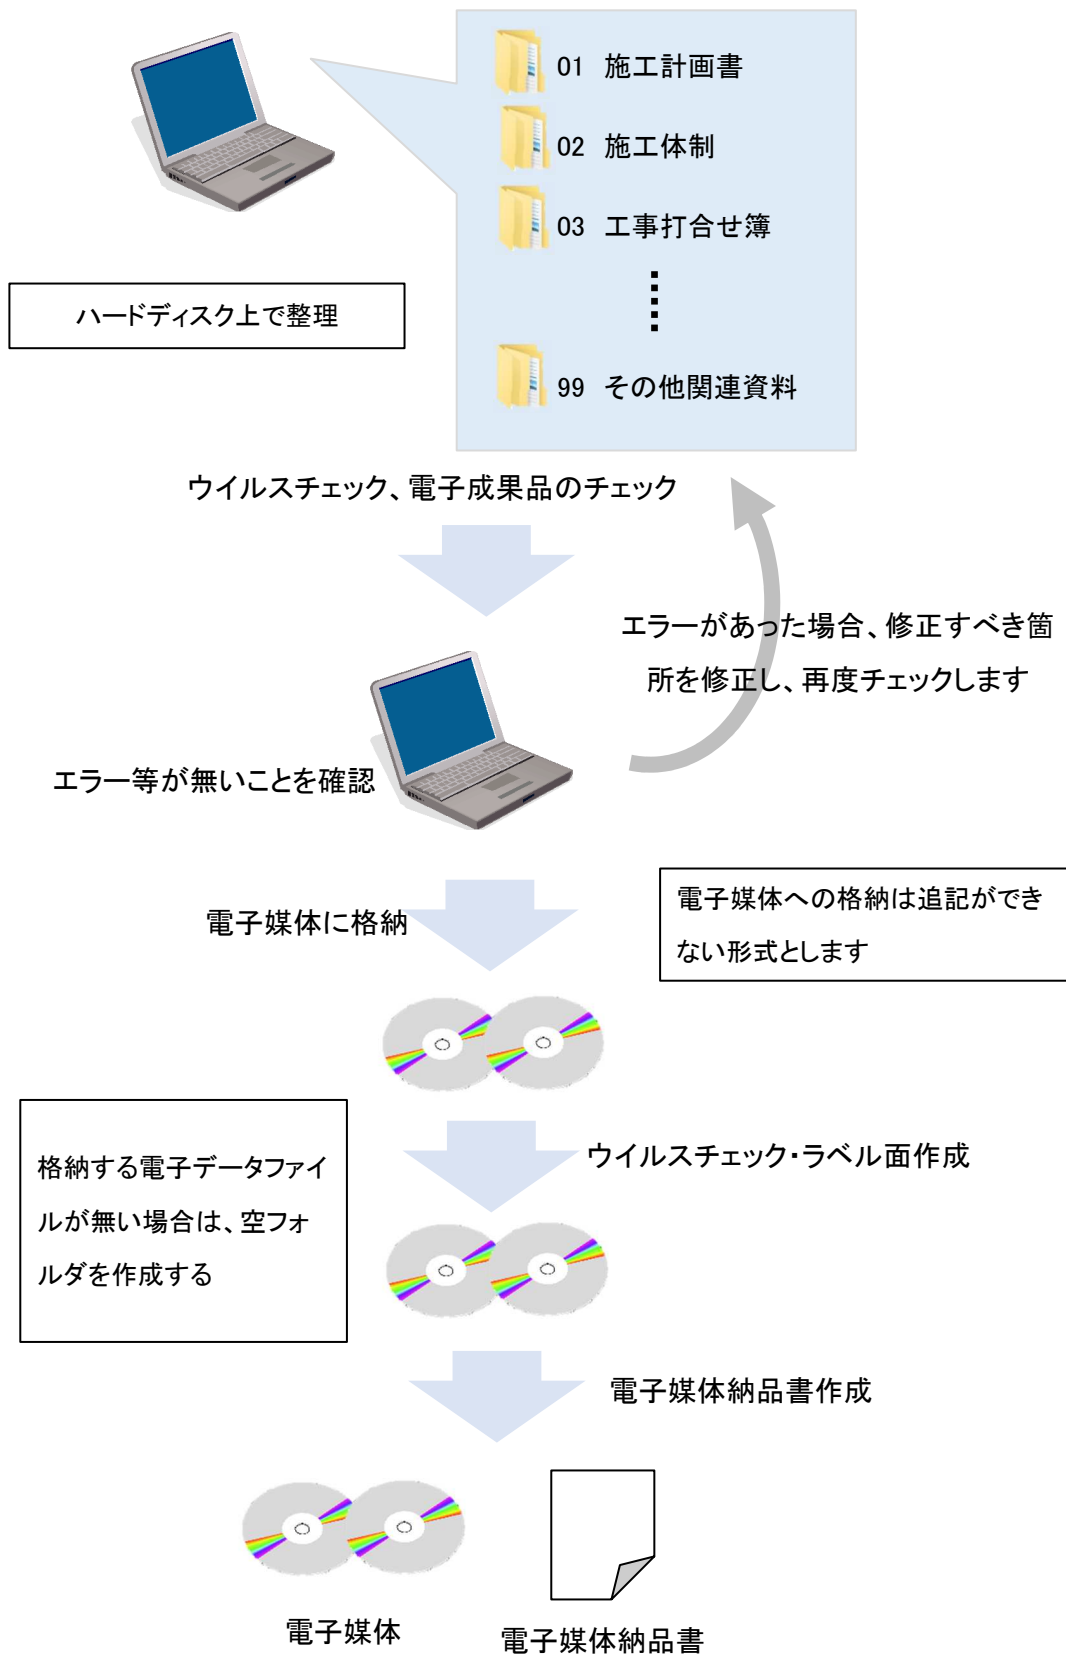 01 施工計画書
02 施工体制
03 工事打合せ簿
99 その他関連資料
ハードディスク上で整理
ウイルスチェック、電子成果品のチェック
エラーがあった場合、修正すべき箇
所を修正し、再度チェックします
エラー等が無いことを確認
電子媒体に格納
電子媒体への格納は追記ができ
ない形式とします
ウイルスチェック・ラベル面作成
格納する電子データファイ
ルが無い場合は、空フォ
ルダを作成する
電子媒体納品書作成
電子媒体
電子媒体納品書